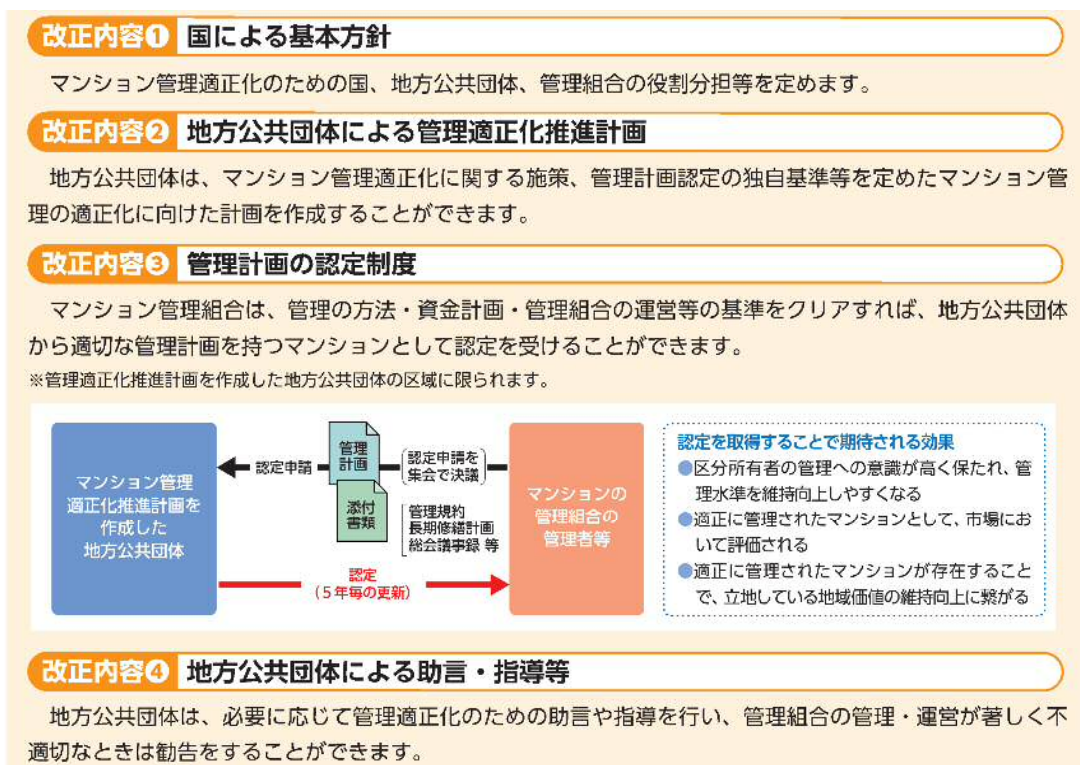 改正内容❶ 国による基本方針
マンション管理適正化のための国、地方公共団体、管理組合の役割分担等を定めます。
改正内容❷ 地方公共団体による管理適正化推進計画
地方公共団体は、マンション管理適正化に関する施策、管理計画認定の独自基準等を定めたマンション管
理の適正化に向けた計画を作成することができます。
改正内容❸ 管理計画の認定制度
マンション管理組合は、管理の方法・資金計画・管理組合の運営等の基準をクリアすれば、地方公共団体
から適切な管理計画を持つマンションとして認定を受けることができます。
※管理適正化推進計画を作成した地方公共団体の区域に限られます。
マンション管理
適正化推進計画を
作成した
地方公共団体
認定申請
管理
計画
認定申請を
集会で決議
添付
書類
管理規約
長期修繕計画
総会議事録 等
認定
（5年毎の更新）
マンションの
管理組合の
管理者等
認定を取得することで期待される効果
●区分所有者の管理への意識が高く保たれ、管
理水準を維持向上しやすくなる
●適正に管理されたマンションとして、市場にお
いて評価される
●適正に管理されたマンションが存在すること
で、立地している地域価値の維持向上に繋がる
改正内容❹ 地方公共団体による助言・指導等
地方公共団体は、必要に応じて管理適正化のための助言や指導を行い、管理組合の管理・運営が著しく不
適切なときは勧告をすることができます。